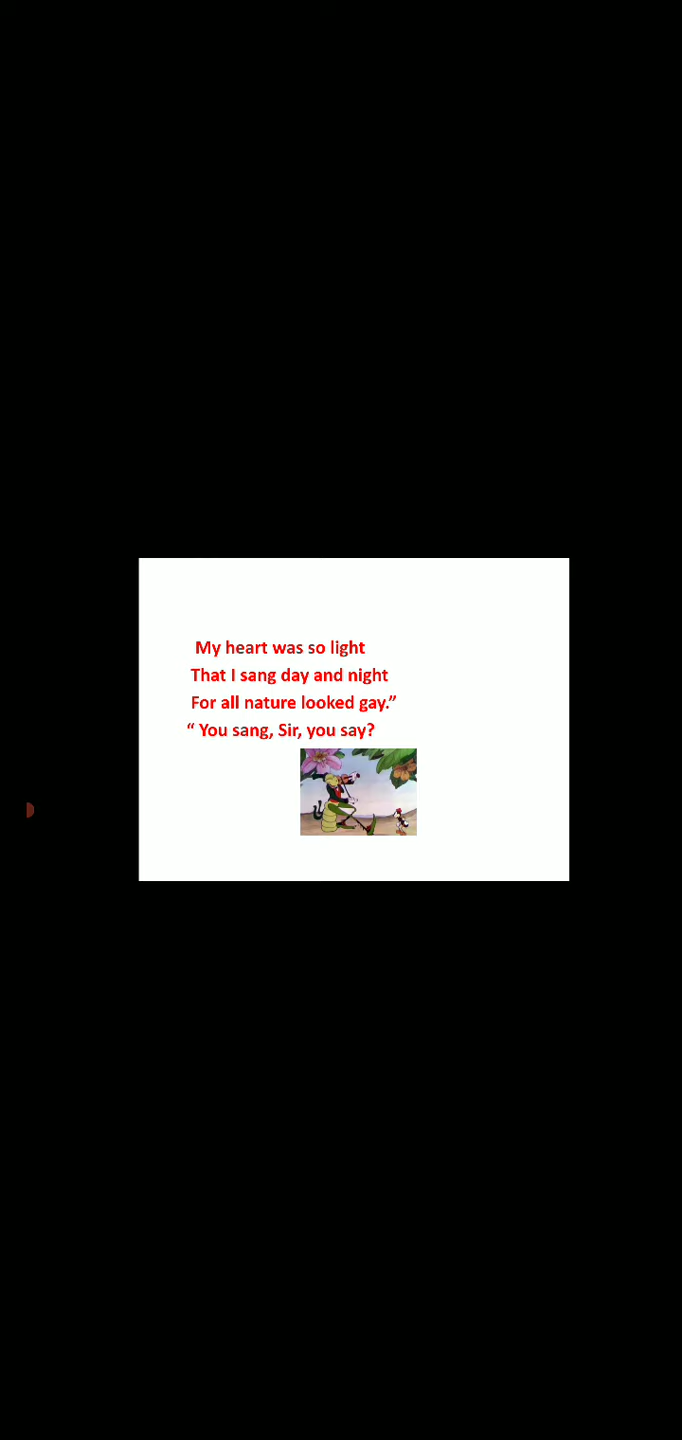 My heart was so light
That I sang day and night
For all nature looked gay.”
“ You sang, Sir, you say?